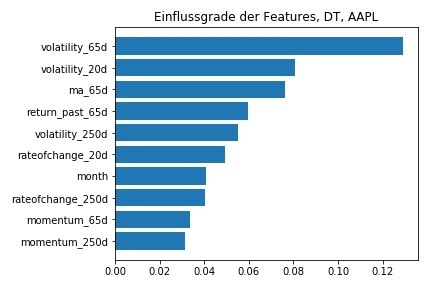 Einflussgrade der Features, DT, AAPL
volatility_65d
volatility_20d
ma_65d
return_past_65d
volatility_250d
rateofchange_20d
month
rateofchange_250d
momentum_65d
momentum_250d
0.00 0.02 0.04 0.06 0.08 0.10 0.12